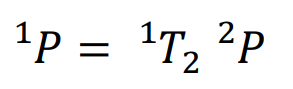 ¹P = ¹T₂ ²P